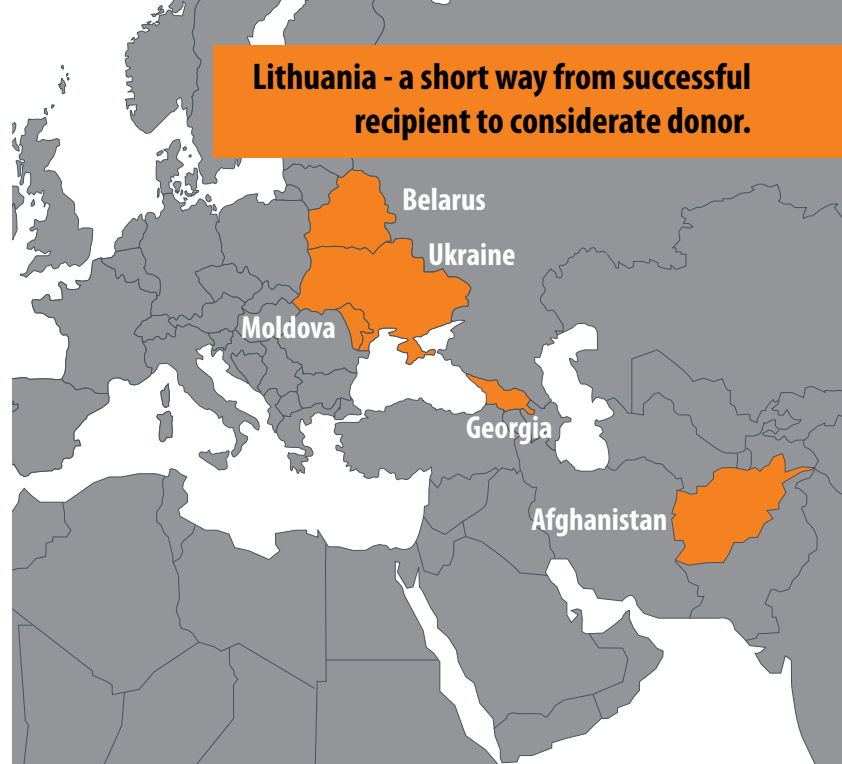 Lithuania - a short way from successful
recipient to considerate donor.
Belarus
Ukraine
Moldova
Georgia
Afghanistan